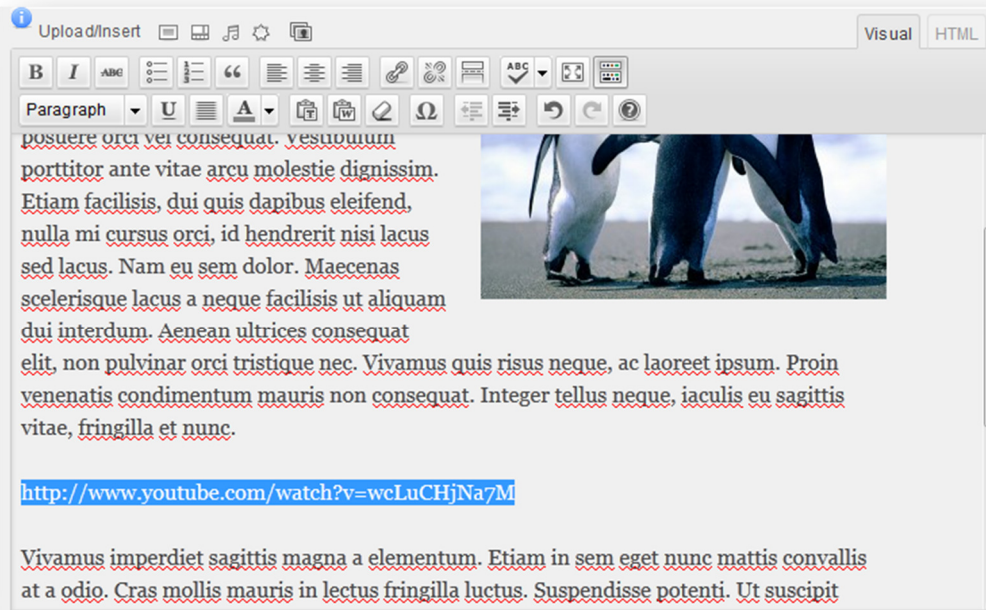 Upload/Insert
Visual
HTML
B I ABC ABC
Paragraph U A T W Ω ?
posuere orci vel consequat. Vestibulum
porttitor ante vitae arcu molestie dignissim.
Etiam facilisis, dui quis dapibus eleifend,
nulla mi cursus orci, id hendrerit nisi lacus
sed lacus. Nam eu sem dolor. Maecenas
scelerisque lacus a neque facilisis ut aliquam
dui interdum. Aenean ultrices consequat
elit, non pulvinar orci tristique nec. Vivamus quis risus neque, ac laoreet ipsum. Proin
venenatis condimentum mauris non consequat. Integer tellus neque, iaculis eu sagittis
vitae, fringilla et nunc.
http://www.youtube.com/watch?v=wcLuCHjNa7M
Vivamus imperdiet sagittis magna a elementum. Etiam in sem eget nunc mattis convallis
at a odio. Cras mollis mauris in lectus fringilla luctus. Suspendisse potenti. Ut suscipit